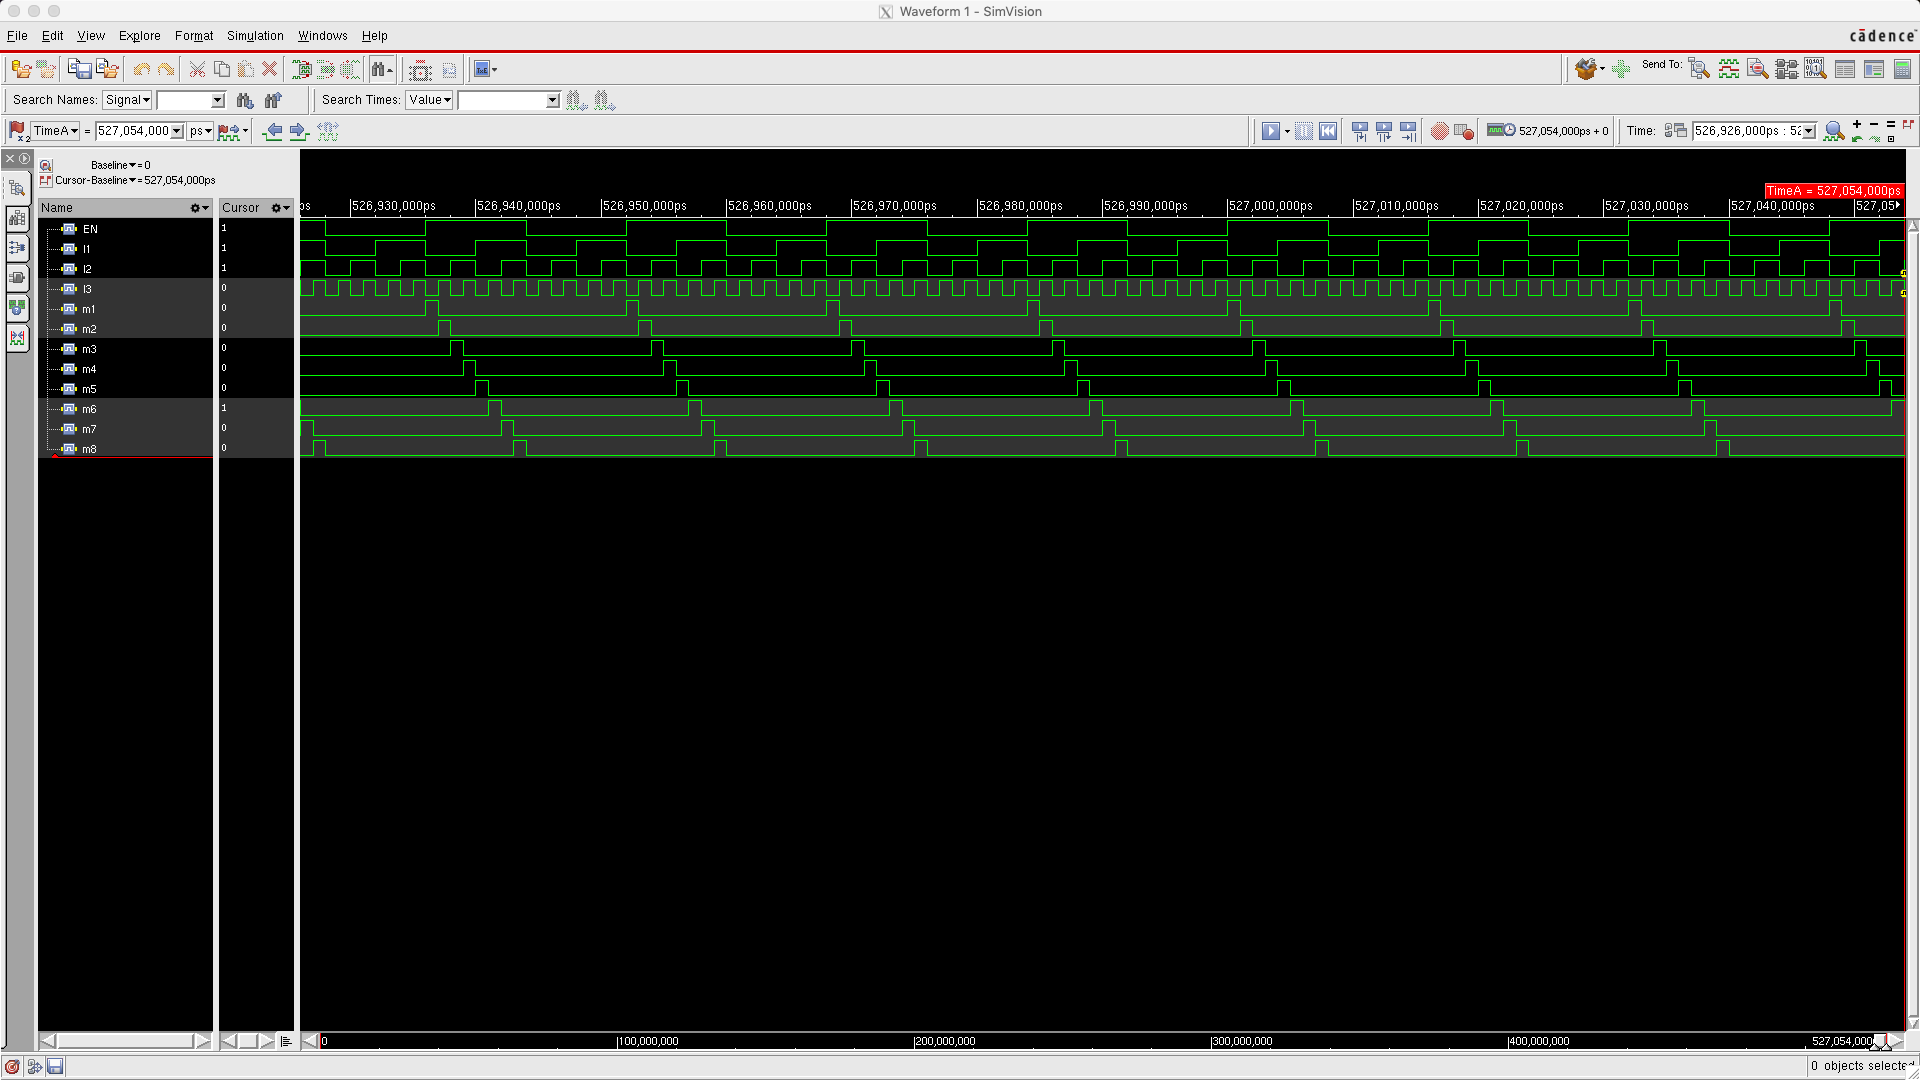 Waveform 1 - SimVision
File Edit View Explore Format Simulation Windows Help
cādence
Send To:
Search Names: Signal Search Times: Value
TimeA = 527,054,000 ps 527,054,000ps + 0 Time: 526,926,000ps : 52
Baseline = 0
Cursor-Baseline = 527,054,000ps
TimeA = 527,054,000ps
Name Cursor ps 526,930,000ps 526,940,000ps 526,950,000ps 526,960,000ps 526,970,000ps 526,980,000ps 526,990,000ps 527,000,000ps 527,010,000ps 527,020,000ps 527,030,000ps 527,040,000ps 527,05
EN 1
I1 1
I2 1
I3 0
m1 0
m2 0
m3 0
m4 0
m5 0
m6 1
m7 0
m8 0
0 100,000,000 200,000,000 300,000,000 400,000,000 527,054,000
0 objects selected